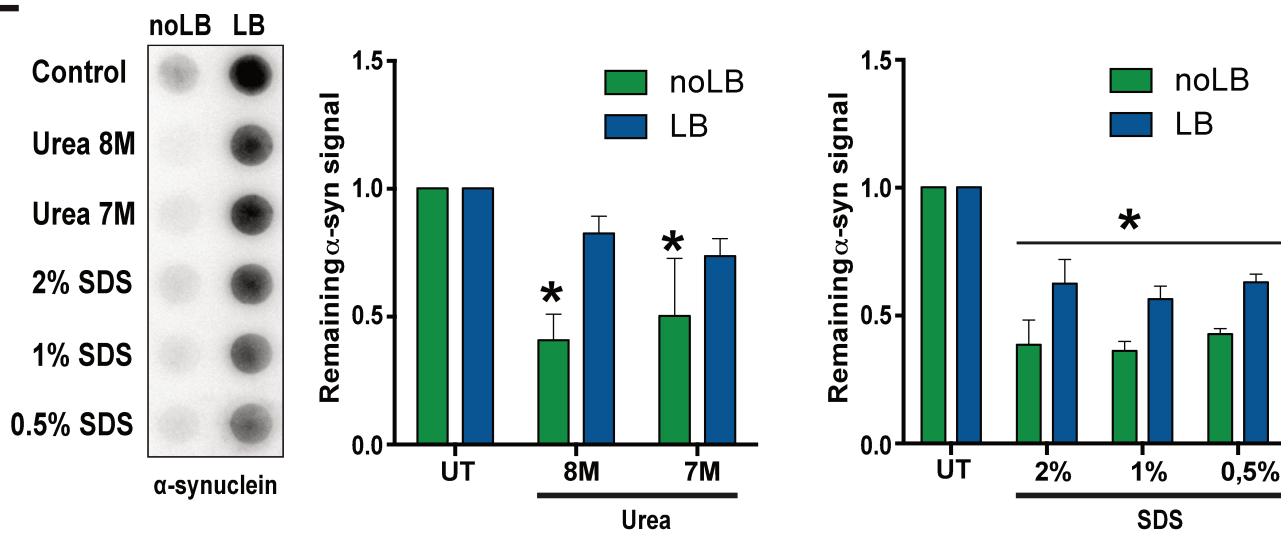 noLB LB
Control
Urea 8M
Urea 7M
2% SDS
1% SDS
0.5% SDS
α-synuclein
Remainingα-syn signal
1.5
1.0
0.5
0.0
noLB
LB
*
*
UT 8M 7M
Urea
Remainingα-syn signal
1.5
1.0
0.5
0.0
noLB
LB
*
UT 2% 1% 0,5%
SDS